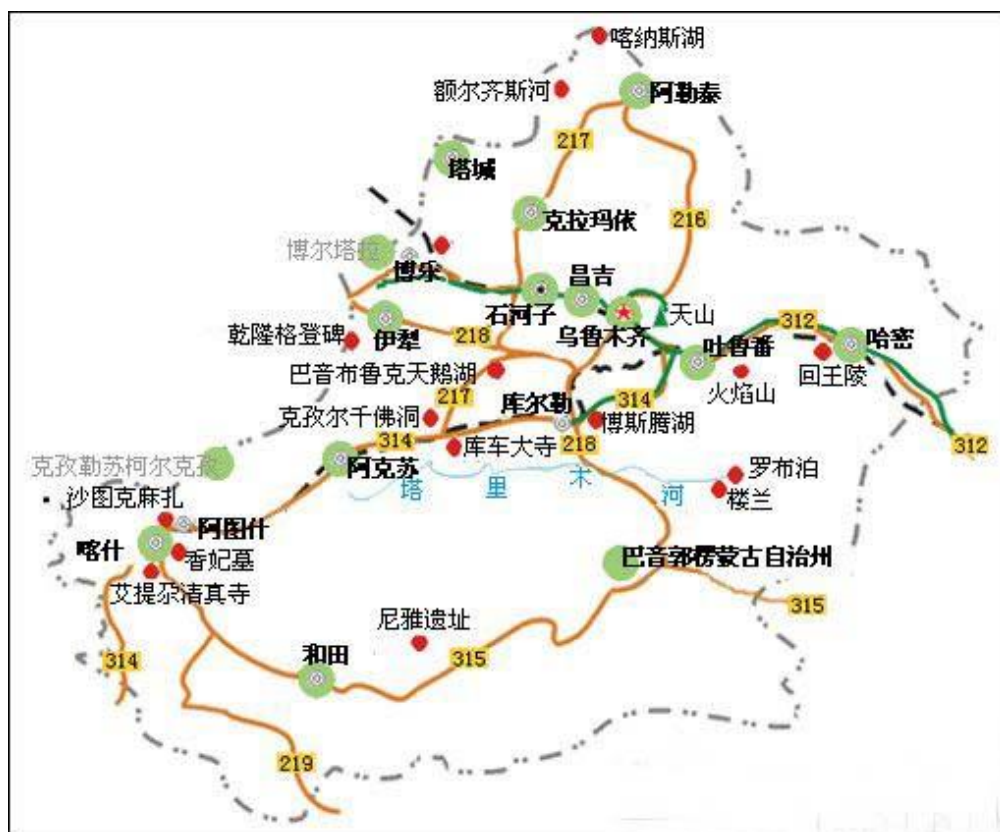 喀纳斯湖
额尔齐斯河
阿勒泰
217
塔城
克拉玛依
216
博尔塔拉
博乐
昌吉
石河子
乌鲁木齐
天山
312
乾隆格登碑
伊犁
218
吐鲁番
哈密
巴音布鲁克天鹅湖
火焰山
回王陵
217
库尔勒
314
克孜尔千佛洞
博斯腾湖
314
库车大寺
218
312
克孜勒苏柯尔克孜
阿克苏
塔里木河
罗布泊
楼兰
沙图克麻扎
阿图什
喀什
香妃墓
巴音郭楞蒙古自治州
艾提尕清真寺
315
尼雅遗址
314
和田
315
219